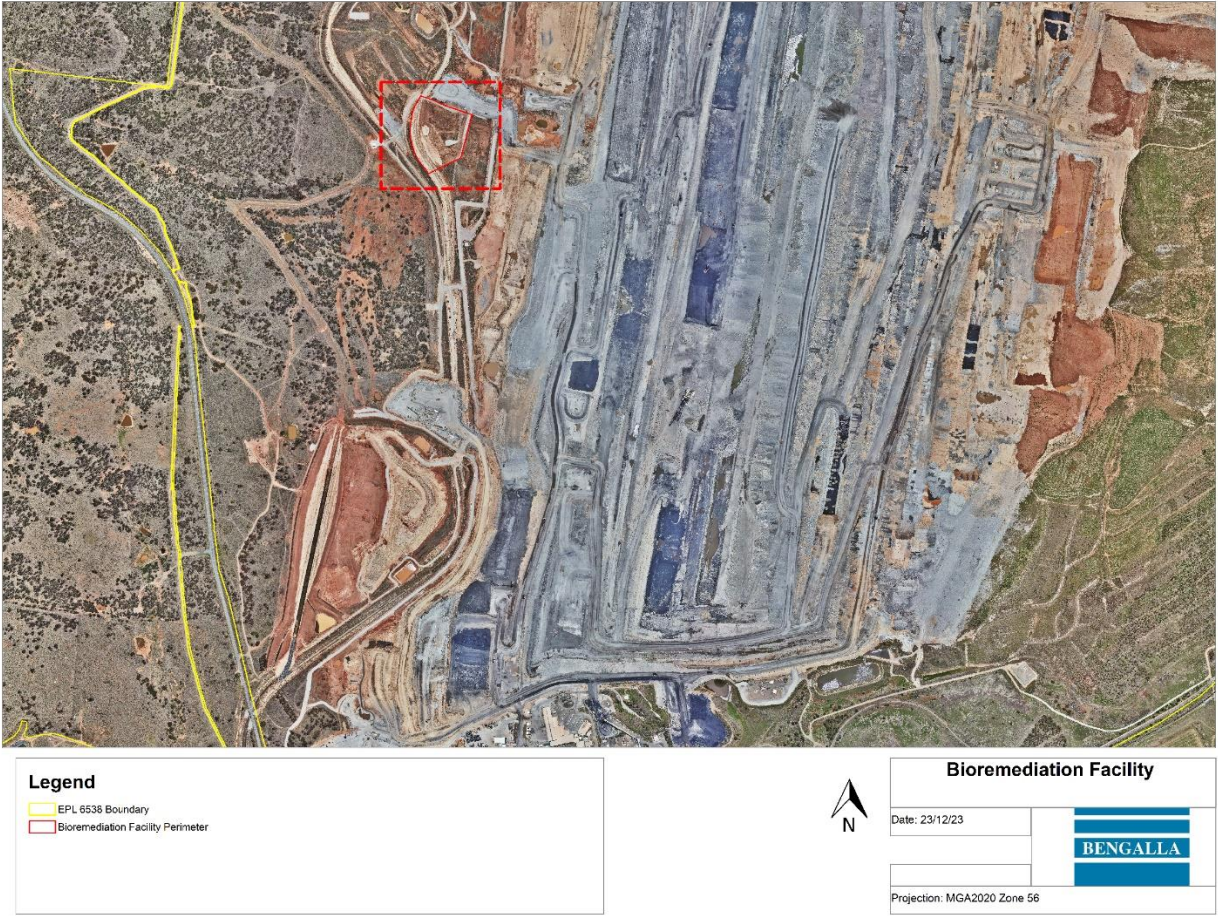 Legend
EPL 6538 Boundary
Bioremediation Facility Perimeter
N
Bioremediation Facility
Date: 23/12/23
BENGALLA
Projection: MGA2020 Zone 56